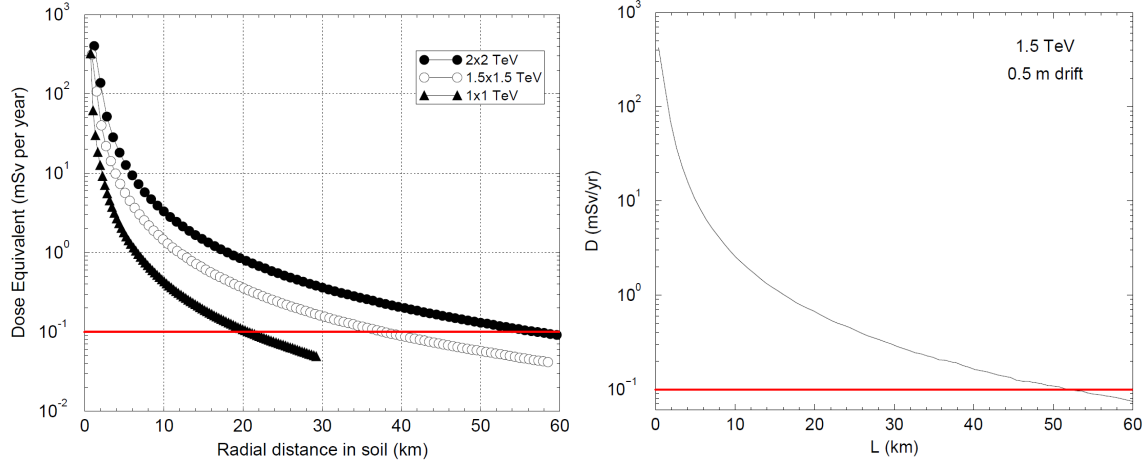 10³
10²
10¹
10⁰
10⁻¹
10⁻²
Dose Equivalent (mSv per year)
2x2 TeV
1.5x1.5 TeV
1x1 TeV
0 10 20 30 40 50 60
Radial distance in soil (km)
10³
10²
10¹
10⁰
10⁻¹
D (mSv/yr)
1.5 TeV
0.5 m drift
0 10 20 30 40 50 60
L (km)